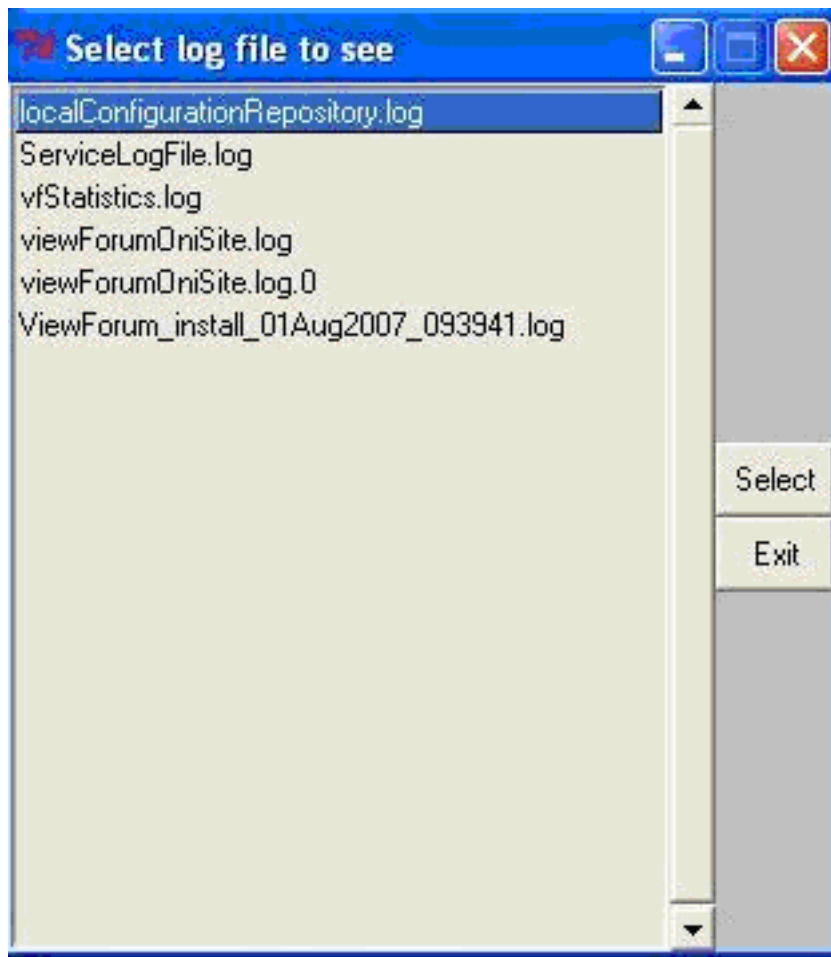 Select log file to see
localConfigurationRepository.log
ServiceLogFile.log
vfStatistics.log
viewForumOniSite.log
viewForumOniSite.log.0
ViewForum_install_01Aug2007_093941.log
Select
Exit